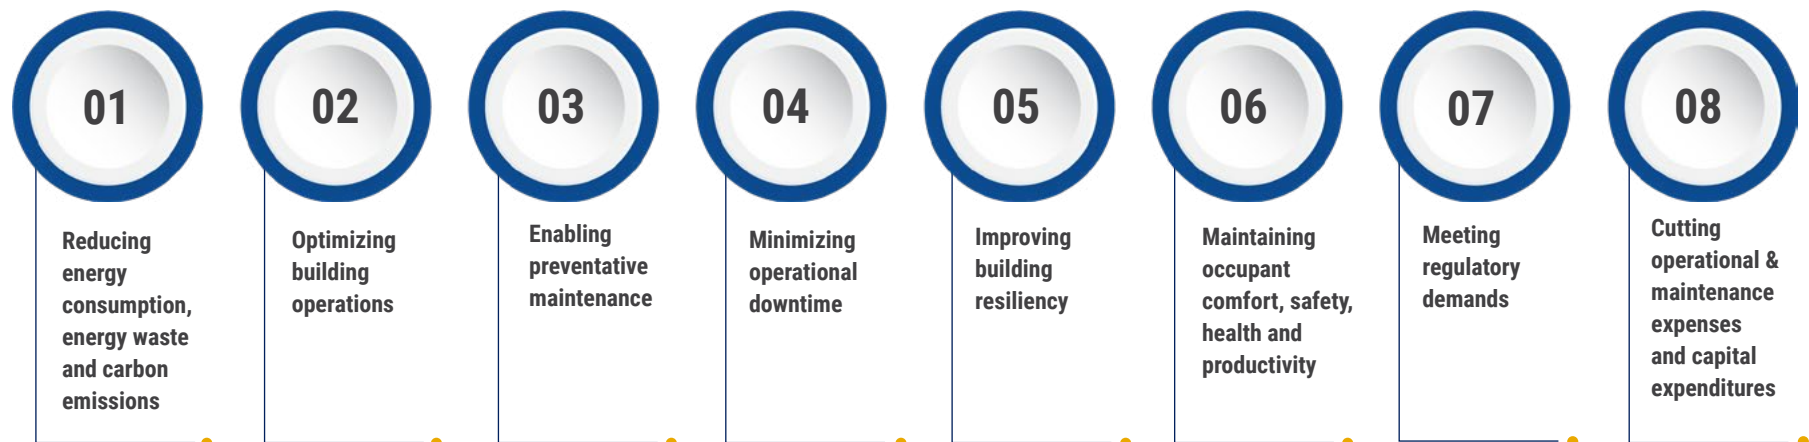 01
Reducing
energy
consumption,
energy waste
and carbon
emissions
02
Optimizing
building
operations
03
Enabling
preventative
maintenance
04
Minimizing
operational
downtime
05
Improving
building
resiliency
06
Maintaining
occupant
comfort, safety,
health and
productivity
07
Meeting
regulatory
demands
08
Cutting
operational &
maintenance
expenses
and capital
expenditures